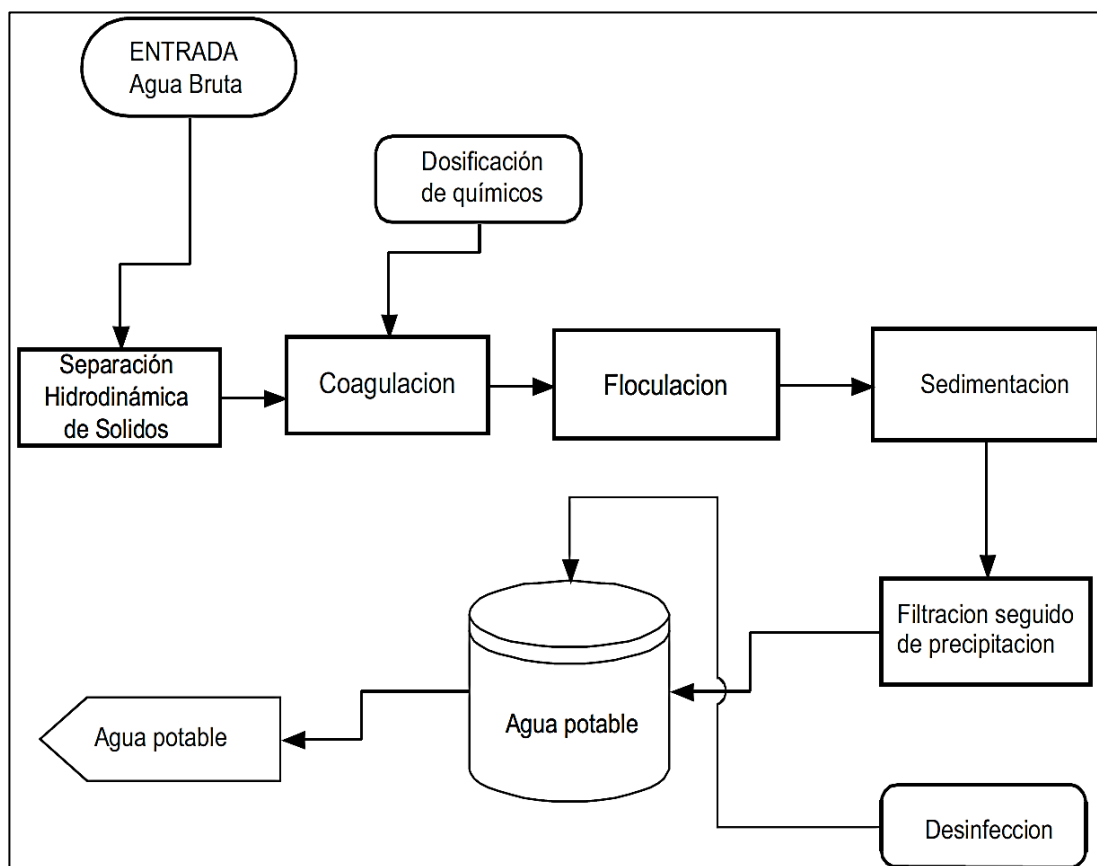 ENTRADA
Agua Bruta
Dosificación
de químicos
Separación
Hidrodinámica
de Solidos
Coagulacion
Floculacion
Sedimentacion
Filtracion seguido
de precipitacion
Agua potable
Agua potable
Desinfeccion